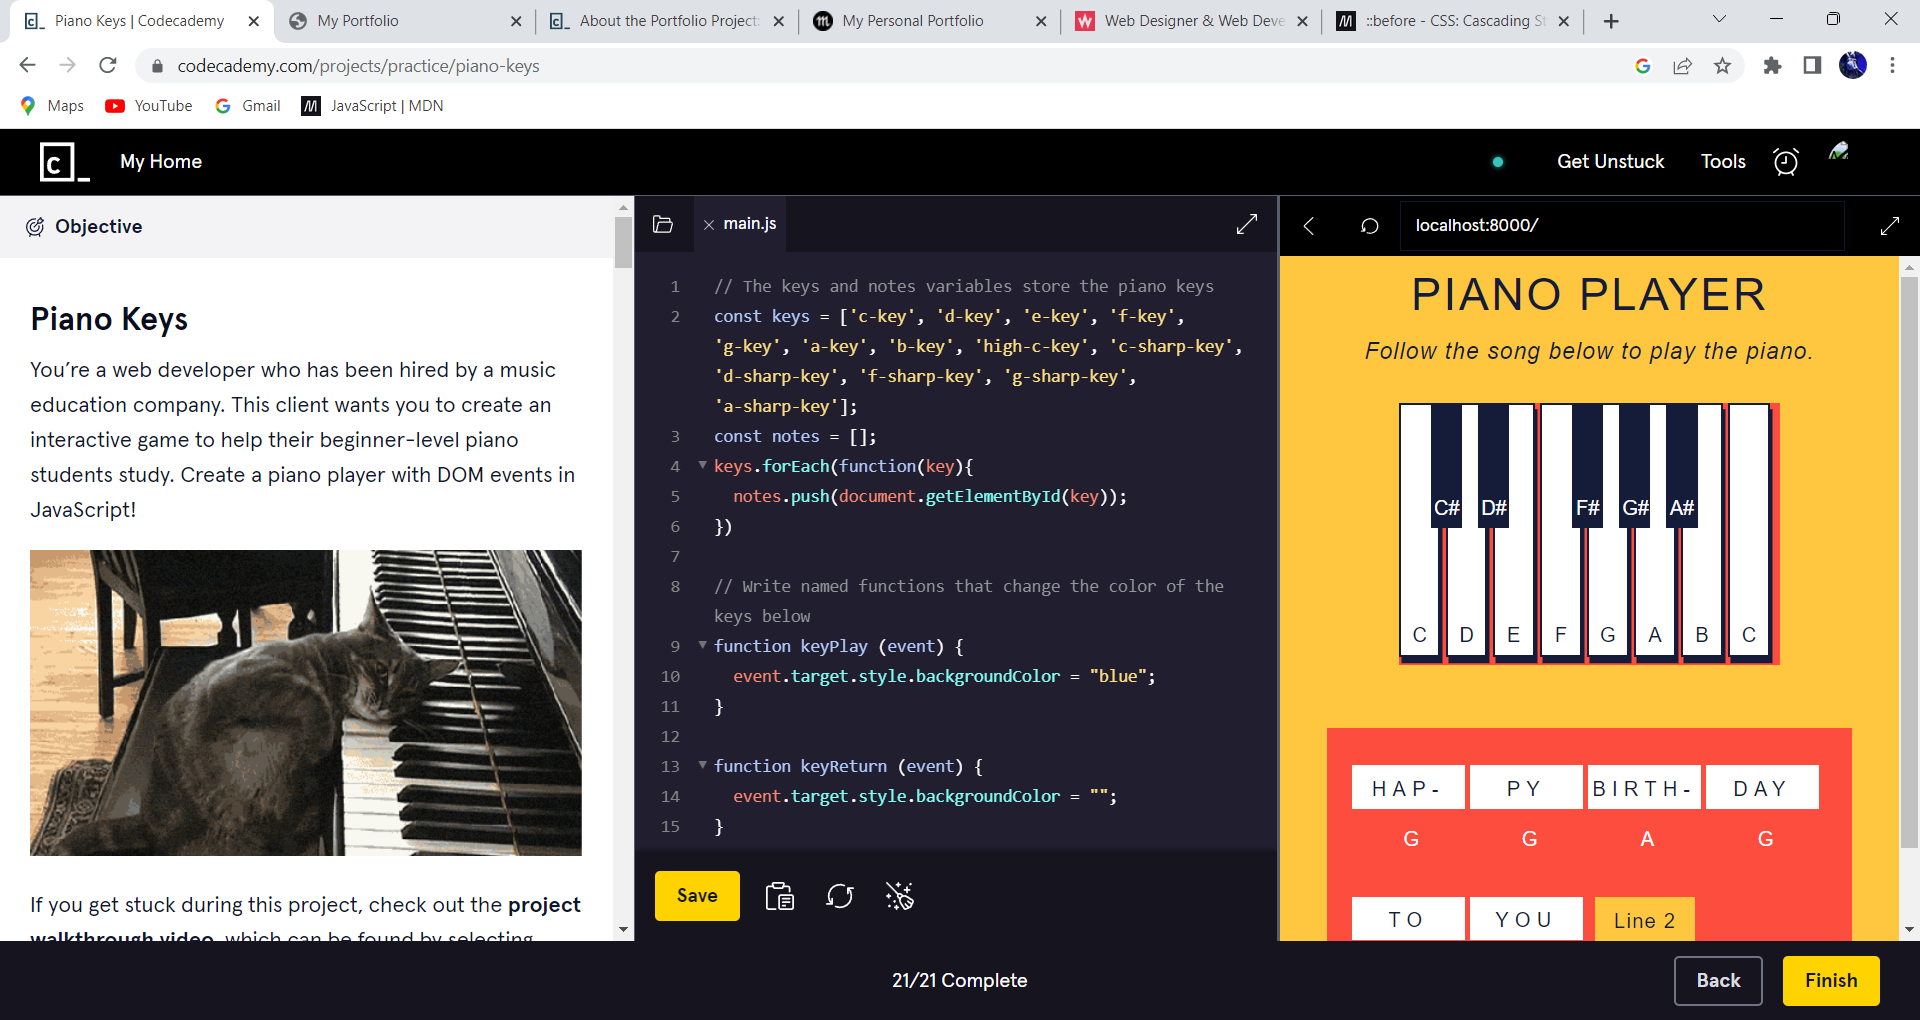 Piano Keys | Codecademy
My Portfolio
About the Portfolio Project:
My Personal Portfolio
Web Designer & Web Deve
::before - CSS: Cascading St
codecademy.com/projects/practice/piano-keys
Maps
YouTube
Gmail
JavaScript | MDN
My Home
Get Unstuck
Tools
Objective
Piano Keys
You’re a web developer who has been hired by a music
education company. This client wants you to create an
interactive game to help their beginner-level piano
students study. Create a piano player with DOM events in
JavaScript!
If you get stuck during this project, check out the project
walkthrough video, which can be found by selecting
main.js
1 // The keys and notes variables store the piano keys
2 const keys = ['c-key', 'd-key', 'e-key', 'f-key',
'g-key', 'a-key', 'b-key', 'high-c-key', 'c-sharp-key',
'd-sharp-key', 'f-sharp-key', 'g-sharp-key',
'a-sharp-key'];
3 const notes = [];
4 keys.forEach(function(key){
5 notes.push(document.getElementById(key));
6 })
7
8 // Write named functions that change the color of the
keys below
9 function keyPlay (event) {
10 event.target.style.backgroundColor = "blue";
11 }
12
13 function keyReturn (event) {
14 event.target.style.backgroundColor = "";
15 }
Save
localhost:8000/
PIANO PLAYER
Follow the song below to play the piano.
C# D# F# G# A#
C D E F G A B C
HAP- PY BIRTH- DAY
G G A G
TO YOU Line 2
21/21 Complete
Back
Finish